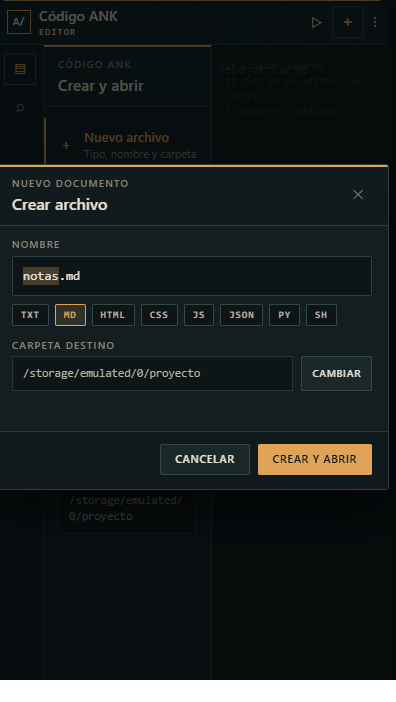 A/
Código ANK
EDITOR
CÓDIGO ANK
Crear y abrir
Nuevo archivo
Tipo, nombre y carpeta
NUEVO DOCUMENTO
Crear archivo
NOMBRE
notas.md
TXT MD HTML CSS JS JSON PY SH
CARPETA DESTINO
/storage/emulated/0/proyecto
CAMBIAR
CANCELAR
CREAR Y ABRIR
/storage/emulated/
0/proyecto